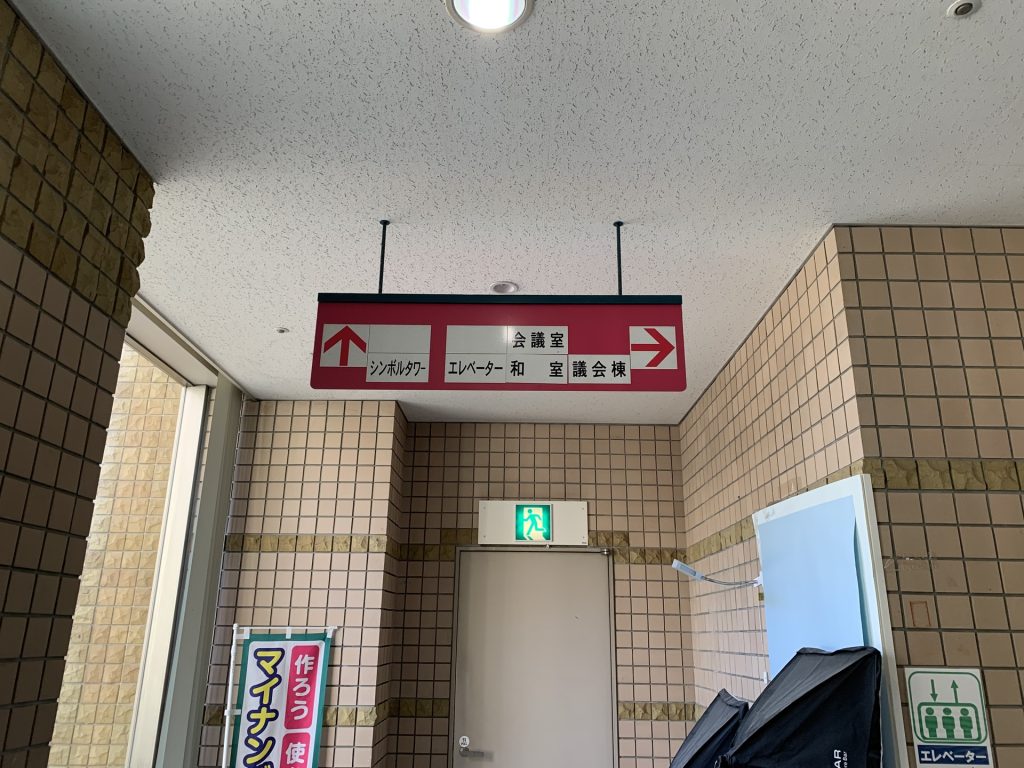 会議室
シンボルタワー エレベーター 和 室 議会棟
作ろう
マイナン
使
エレベーター